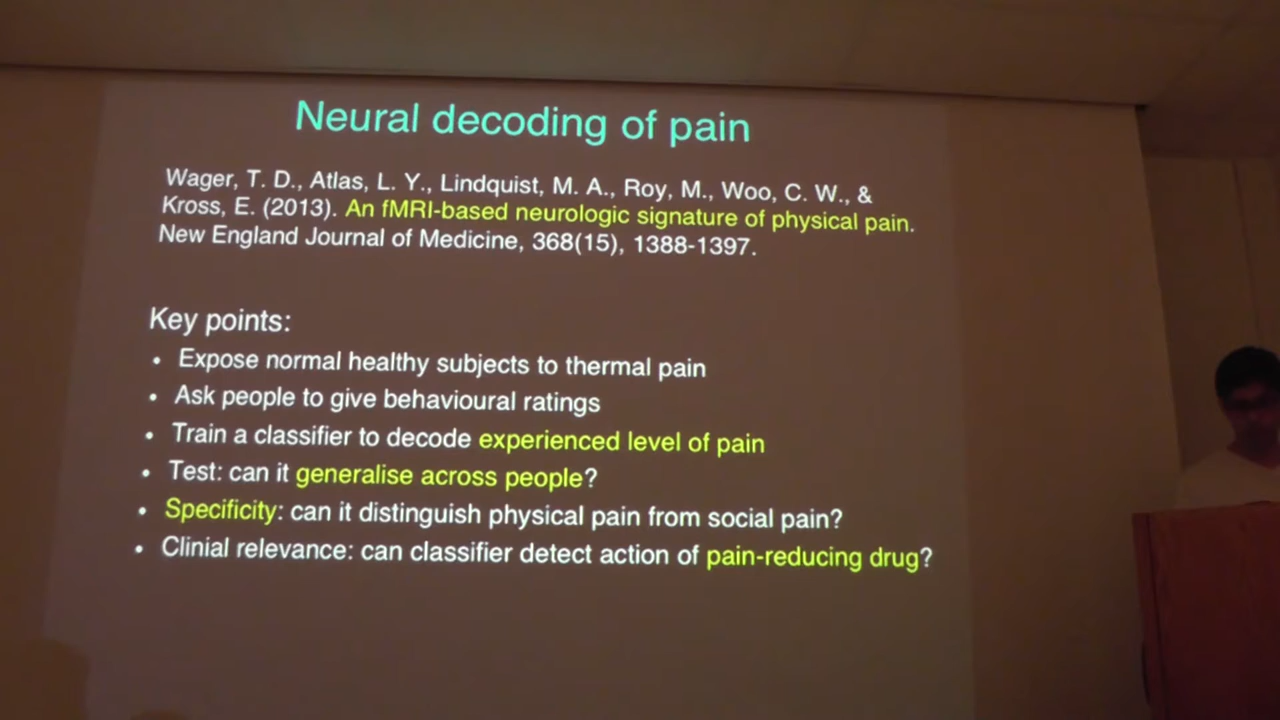 Neural decoding of pain
Wager, T. D., Atlas, L. Y., Lindquist, M. A., Roy, M., Woo, C. W., &
Kross, E. (2013). An fMRI-based neurologic signature of physical pain.
New England Journal of Medicine, 368(15), 1388-1397.
Key points:
• Expose normal healthy subjects to thermal pain
• Ask people to give behavioural ratings
• Train a classifier to decode experienced level of pain
• Test: can it generalise across people?
• Specificity: can it distinguish physical pain from social pain?
• Clinial relevance: can classifier detect action of pain-reducing drug?